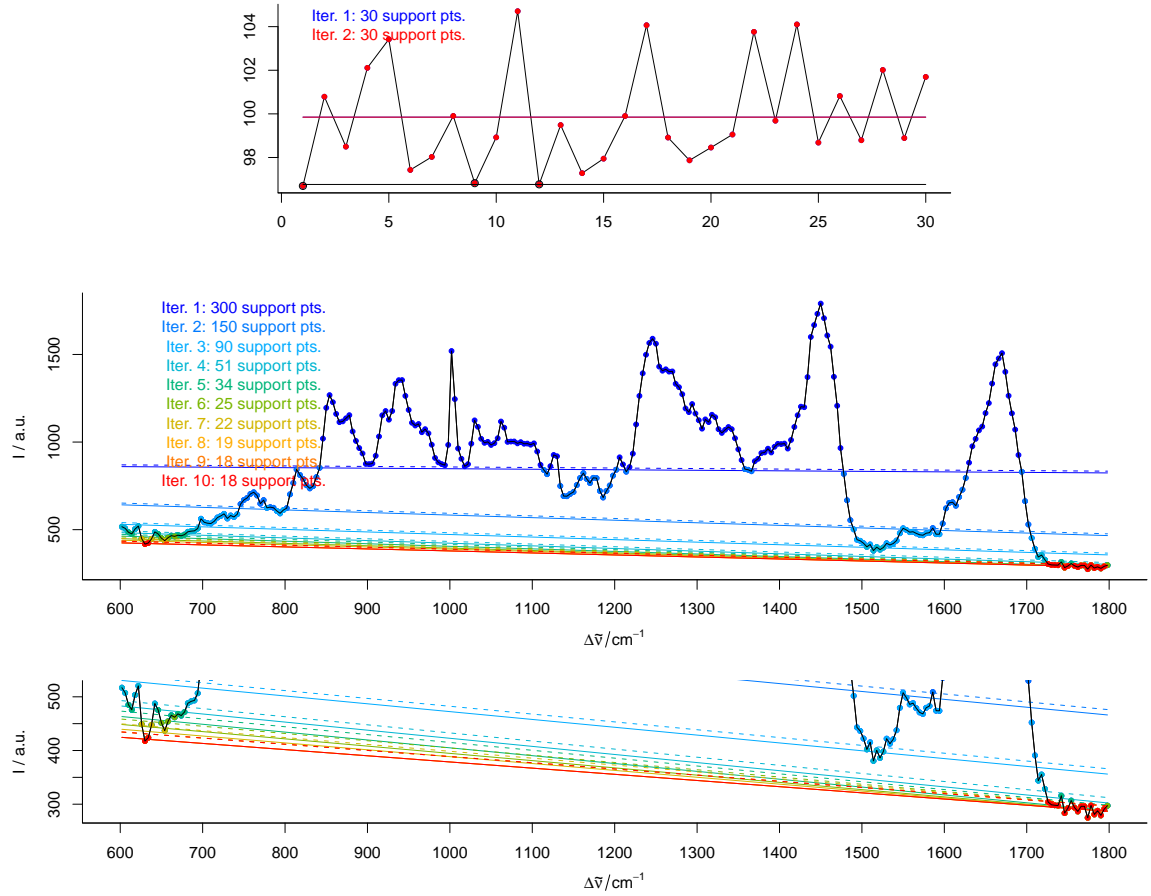 Iter. 1: 30 support pts.
Iter. 2: 30 support pts.
104
102
100
98
0 5 10 15 20 25 30
Iter. 1: 300 support pts.
Iter. 2: 150 support pts.
Iter. 3: 90 support pts.
Iter. 4: 51 support pts.
Iter. 5: 34 support pts.
Iter. 6: 25 support pts.
Iter. 7: 22 support pts.
Iter. 8: 19 support pts.
Iter. 9: 18 support pts.
Iter. 10: 18 support pts.
I / a.u.
1500
1000
500
600 700 800 900 1000 1100 1200 1300 1400 1500 1600 1700 1800
Δν̃/cm⁻¹
I / a.u.
500
400
300
600 700 800 900 1000 1100 1200 1300 1400 1500 1600 1700 1800
Δν̃/cm⁻¹